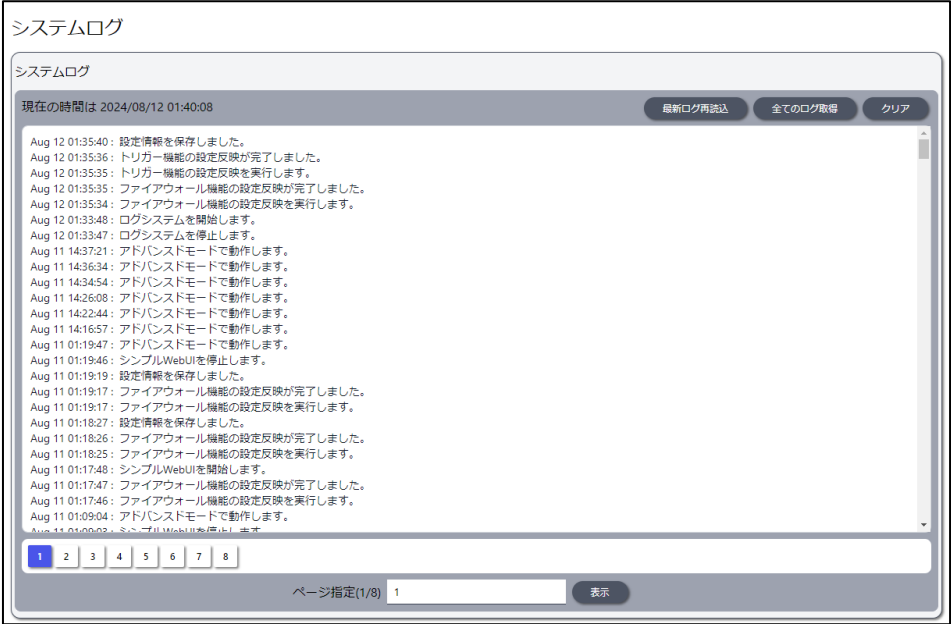 システムログ
システムログ
現在の時間は 2024/08/12 01:40:08
最新ログ再読込
全てのログ取得
クリア
Aug 12 01:35:40 : 設定情報を保存しました。
Aug 12 01:35:36 : トリガー機能の設定反映が完了しました。
Aug 12 01:35:35 : トリガー機能の設定反映を実行します。
Aug 12 01:35:35 : ファイアウォール機能の設定反映が完了しました。
Aug 12 01:35:34 : ファイアウォール機能の設定反映を実行します。
Aug 12 01:33:48 : ログシステムを開始します。
Aug 12 01:33:47 : ログシステムを停止します。
Aug 11 14:37:21 : アドバンスドモードで動作します。
Aug 11 14:36:34 : アドバンスドモードで動作します。
Aug 11 14:34:54 : アドバンスドモードで動作します。
Aug 11 14:26:08 : アドバンスドモードで動作します。
Aug 11 14:22:44 : アドバンスドモードで動作します。
Aug 11 14:16:57 : アドバンスドモードで動作します。
Aug 11 01:19:47 : アドバンスドモードで動作します。
Aug 11 01:19:46 : シンプルWebUIを停止します。
Aug 11 01:19:19 : 設定情報を保存しました。
Aug 11 01:19:17 : ファイアウォール機能の設定反映が完了しました。
Aug 11 01:19:17 : ファイアウォール機能の設定反映を実行します。
Aug 11 01:18:27 : 設定情報を保存しました。
Aug 11 01:18:26 : ファイアウォール機能の設定反映が完了しました。
Aug 11 01:18:25 : ファイアウォール機能の設定反映を実行します。
Aug 11 01:17:48 : シンプルWebUIを開始します。
Aug 11 01:17:47 : ファイアウォール機能の設定反映が完了しました。
Aug 11 01:17:46 : ファイアウォール機能の設定反映を実行します。
Aug 11 01:09:04 : アドバンスドモードで動作します。
Aug 11 01:09:03 : シンプルWebUIを停止します。
1 2 3 4 5 6 7 8
ページ指定(1/8) 1 表示